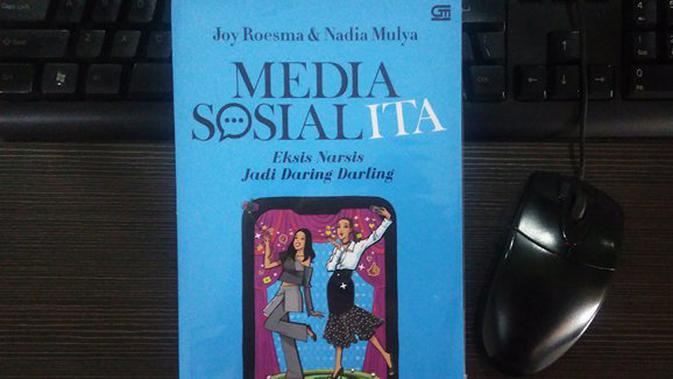 Joy Roesma & Nadia Mulya
MEDIA
SOSIALITA
Eksis Narsis
Jadi Daring Darling